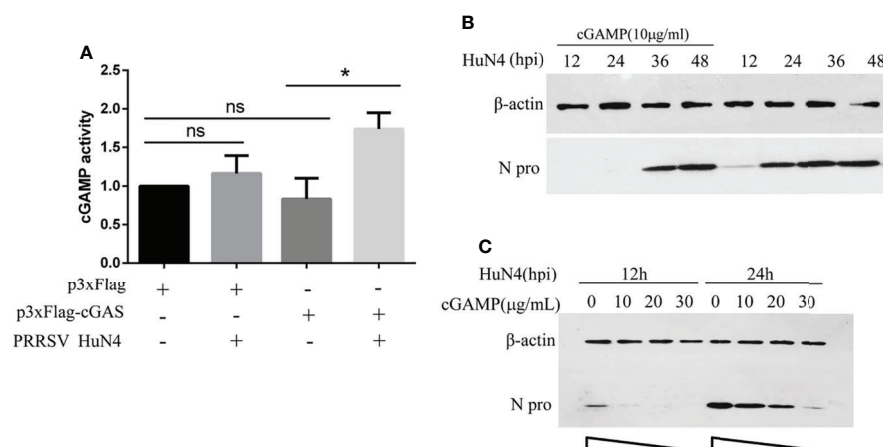 A
cGAMP activity
2.5
2.0
1.5
1.0
0.5
0.0
*
ns
ns
p3xFlag + + - -
p3xFlag-cGAS - - + +
PRRSV HuN4 - + - +
B
cGAMP(10μg/ml)
HuN4 (hpi) 12 24 36 48 12 24 36 48
β-actin
N pro
C
HuN4(hpi) 12h 24h
cGAMP(μg/mL) 0 10 20 30 0 10 20 30
β-actin
N pro